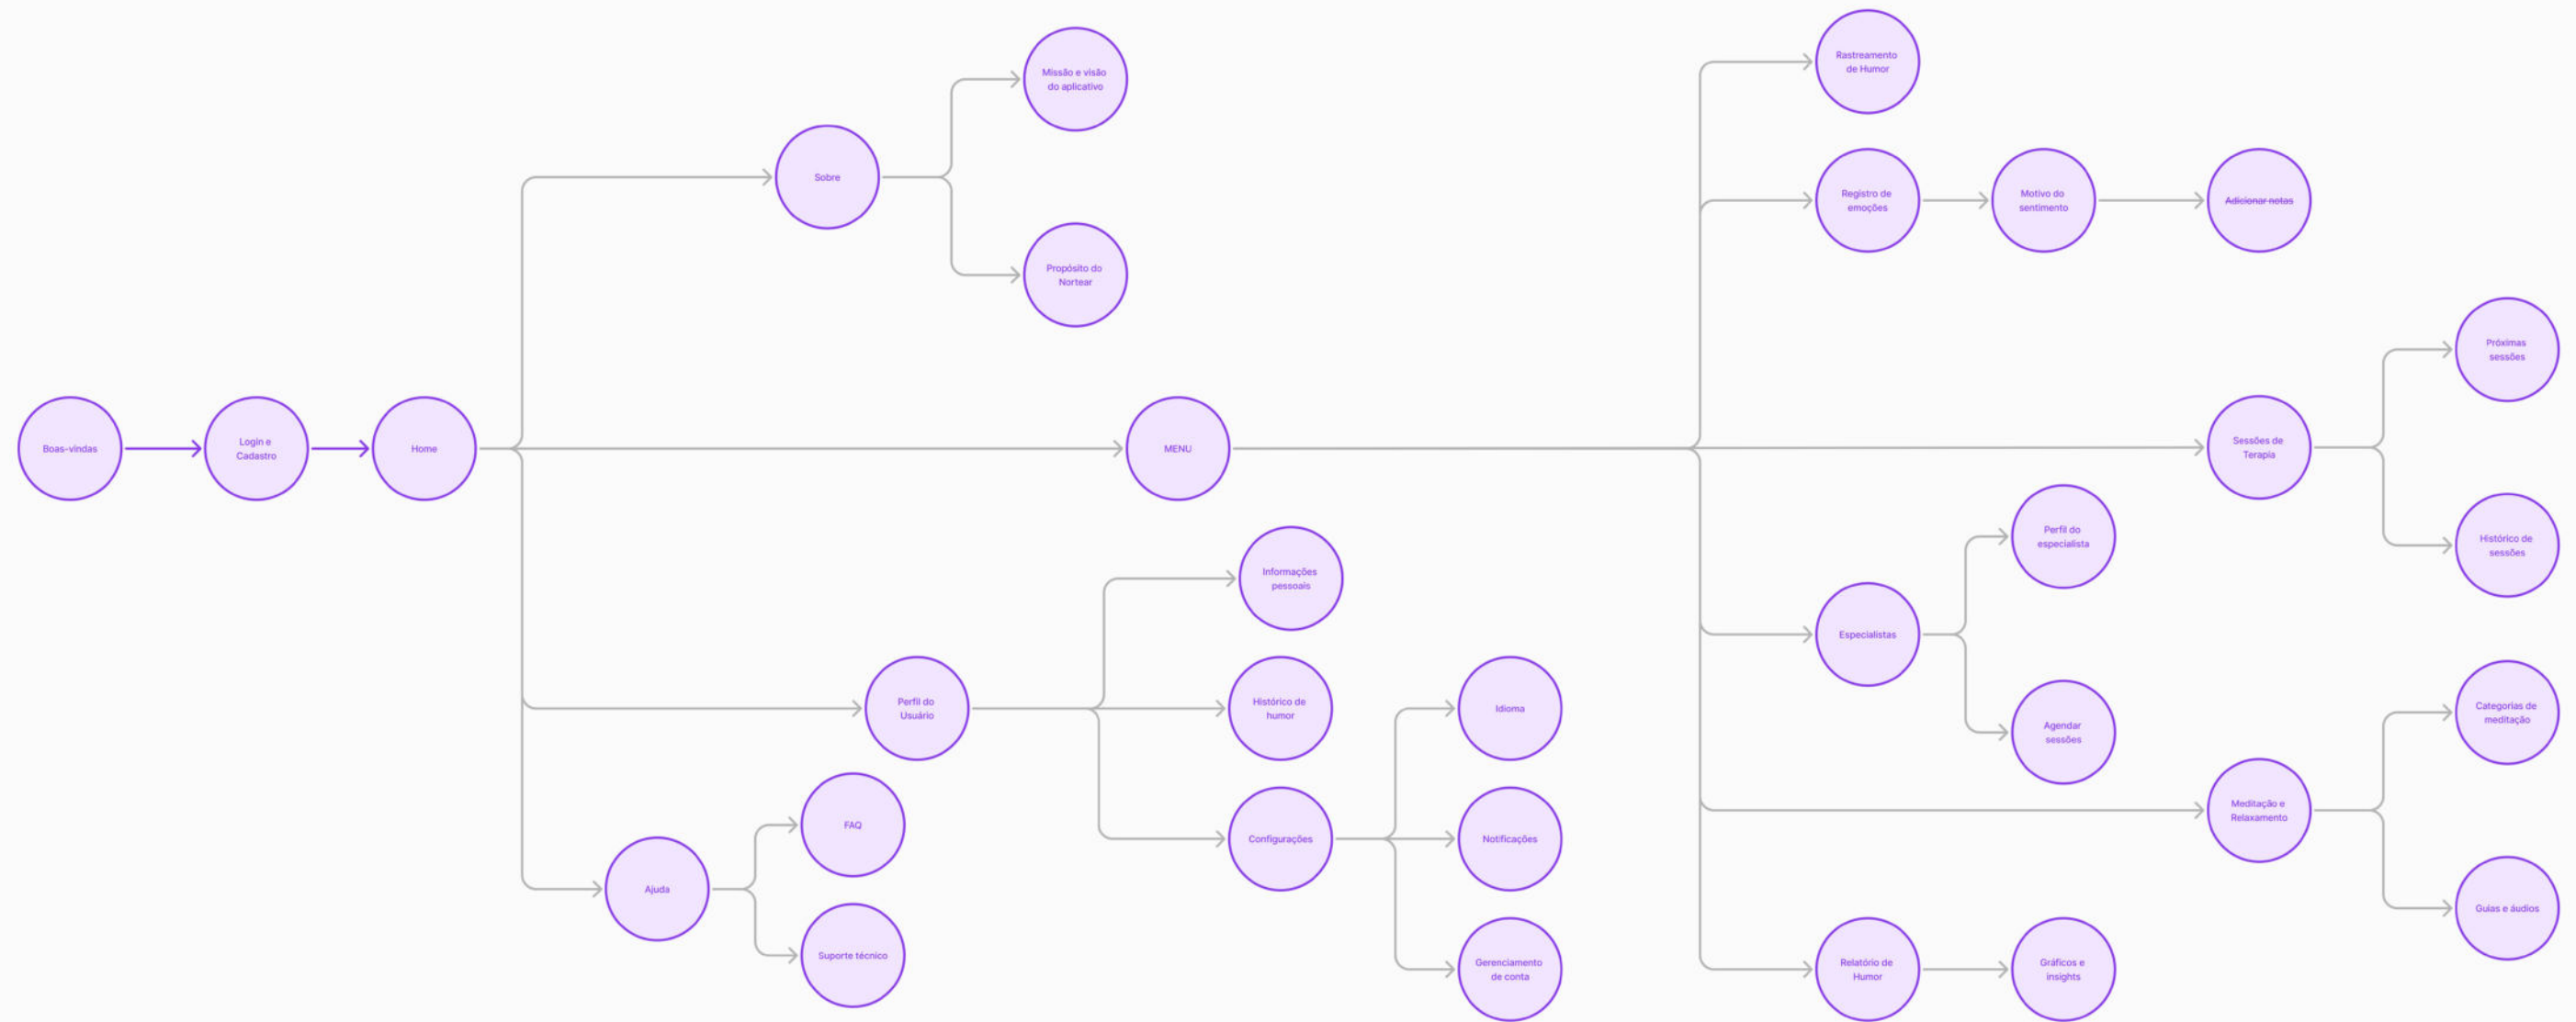 Boas-vindas
Login e
Cadastro
Home
Sobre
Missão e visão
do aplicativo
Propósito do
Nortear
MENU
Perfil do
Usuário
Informações
pessoais
Histórico de
humor
Configurações
Idioma
Notificações
Gerenciamento
de conta
Ajuda
FAQ
Suporte técnico
Rastreamento
de Humor
Registro de
emoções
Motivo do
sentimento
Adicionar notas
Sessões de
Terapia
Próximas
sessões
Histórico de
sessões
Especialistas
Perfil do
especialista
Agendar
sessões
Meditação e
Relaxamento
Categorias de
meditação
Guias e áudios
Relatório de
Humor
Gráficos e
insights